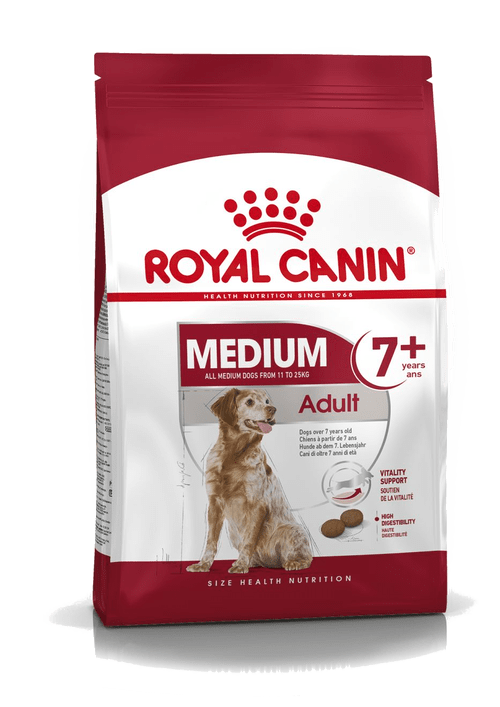 ROYAL CANIN®
HEALTH NUTRITION SINCE 1968
MEDIUM
ALL MEDIUM DOGS FROM 11 TO 25KG
7+
years
ans
Adult
Dogs over 7 years old
Chiens à partir de 7 ans
Hunde ab dem 7. Lebensjahr
Cani di oltre 7 anni di età
VITALITY
SUPPORT
SOUTIEN
DE LA VITALITÉ
HIGH
DIGESTIBILITY
HAUTE
DIGESTIBILITÉ
SIZE HEALTH NUTRITION